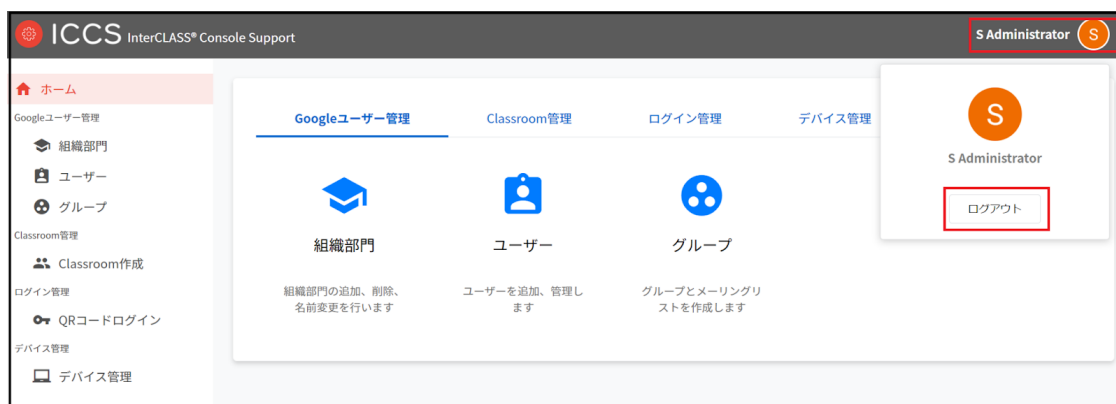 ICCS InterCLASS® Console Support
S Administrator S
ホーム
Googleユーザー管理
組織部門
ユーザー
グループ
Classroom管理
Classroom作成
ログイン管理
QRコードログイン
デバイス管理
デバイス管理
Googleユーザー管理 Classroom管理 ログイン管理 デバイス管理
組織部門
組織部門の追加、削除、
名前変更を行います
ユーザー
ユーザーを追加、管理し
ます
グループ
グループとメーリングリ
ストを作成します
S
S Administrator
ログアウト